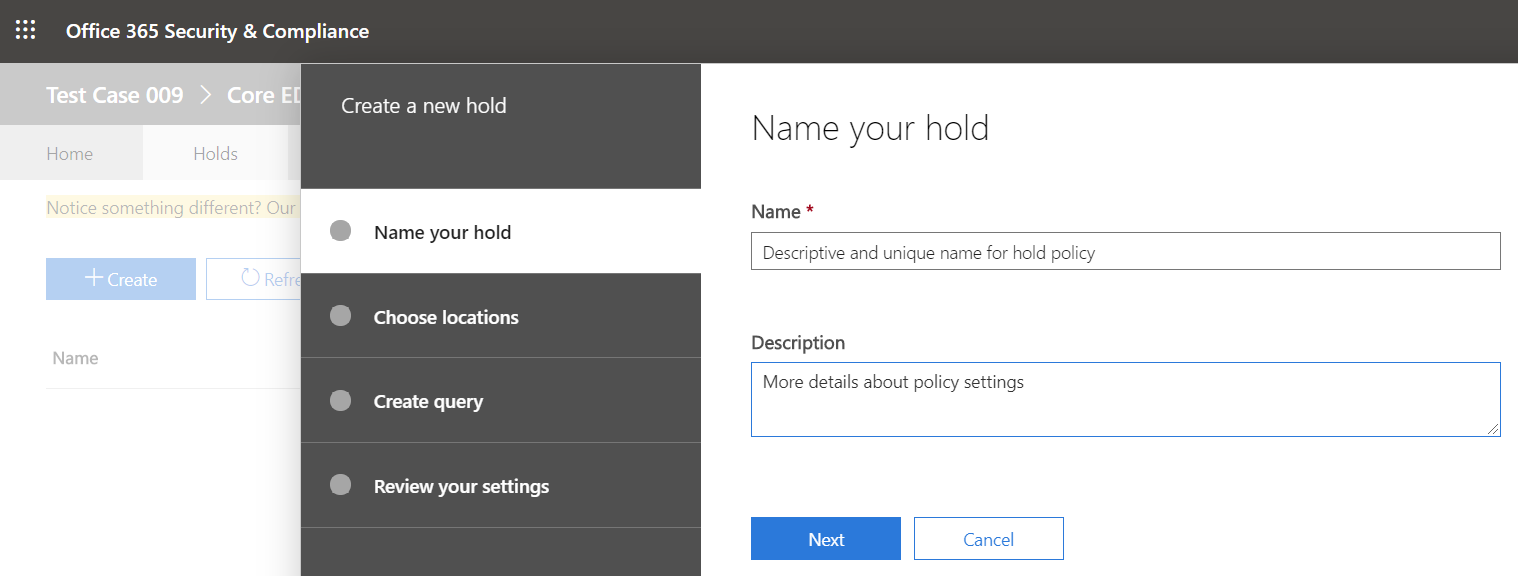 Office 365 Security & Compliance
Test Case 009 > Core ED
Home
Holds
Notice something different? Our
+ Create
Refre
Name
Create a new hold
Name your hold
Choose locations
Create query
Review your settings
Name your hold
Name *
Descriptive and unique name for hold policy
Description
More details about policy settings
Next
Cancel